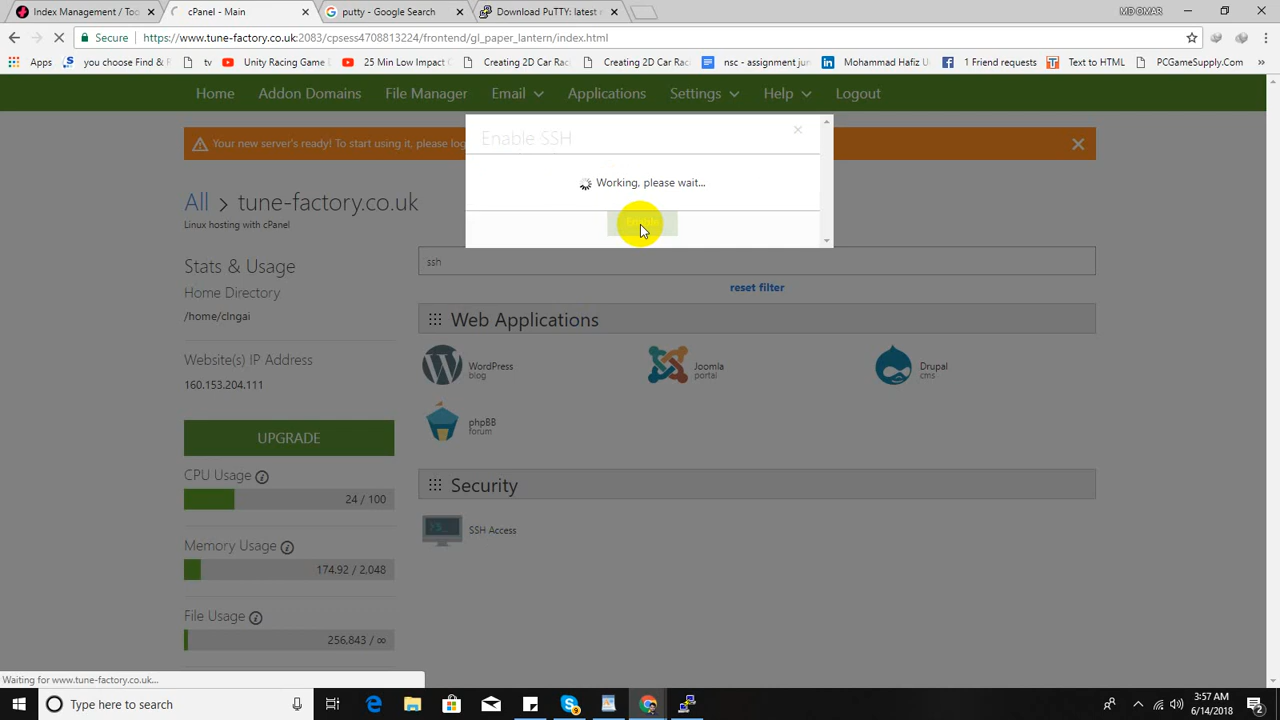 Index Management / Too
cPanel - Main
putty - Google Search
Download PuTTY: latest r
MD OMAR
Secure
https://www.tune-factory.co.uk:2083/cpsess4708813224/frontend/gl_paper_lantern/index.html
Apps
you choose Find & F
tv
Unity Racing Game D
25 Min Low Impact C
Creating 2D Car Rac
Creating 2D Car Rac
nsc - assignment jun
Mohammad Hafiz U
1 Friend requests
Text to HTML
PCGameSupply.Com
Home
Addon Domains
File Manager
Email
Applications
Settings
Help
Logout
Your new server's ready! To start using it, please log
Enable SSH
Working, please wait...
Enable
All > tune-factory.co.uk
Linux hosting with cPanel
ssh
reset filter
Stats & Usage
Home Directory
/home/clngai
Website(s) IP Address
160.153.204.111
UPGRADE
CPU Usage
24 / 100
Memory Usage
174.92 / 2,048
File Usage
256,843 / ∞
Web Applications
WordPress
blog
Joomla
portal
Drupal
cms
phpBB
forum
Security
SSH Access
Waiting for www.tune-factory.co.uk...
Type here to search
3:57 AM
6/14/2018
2